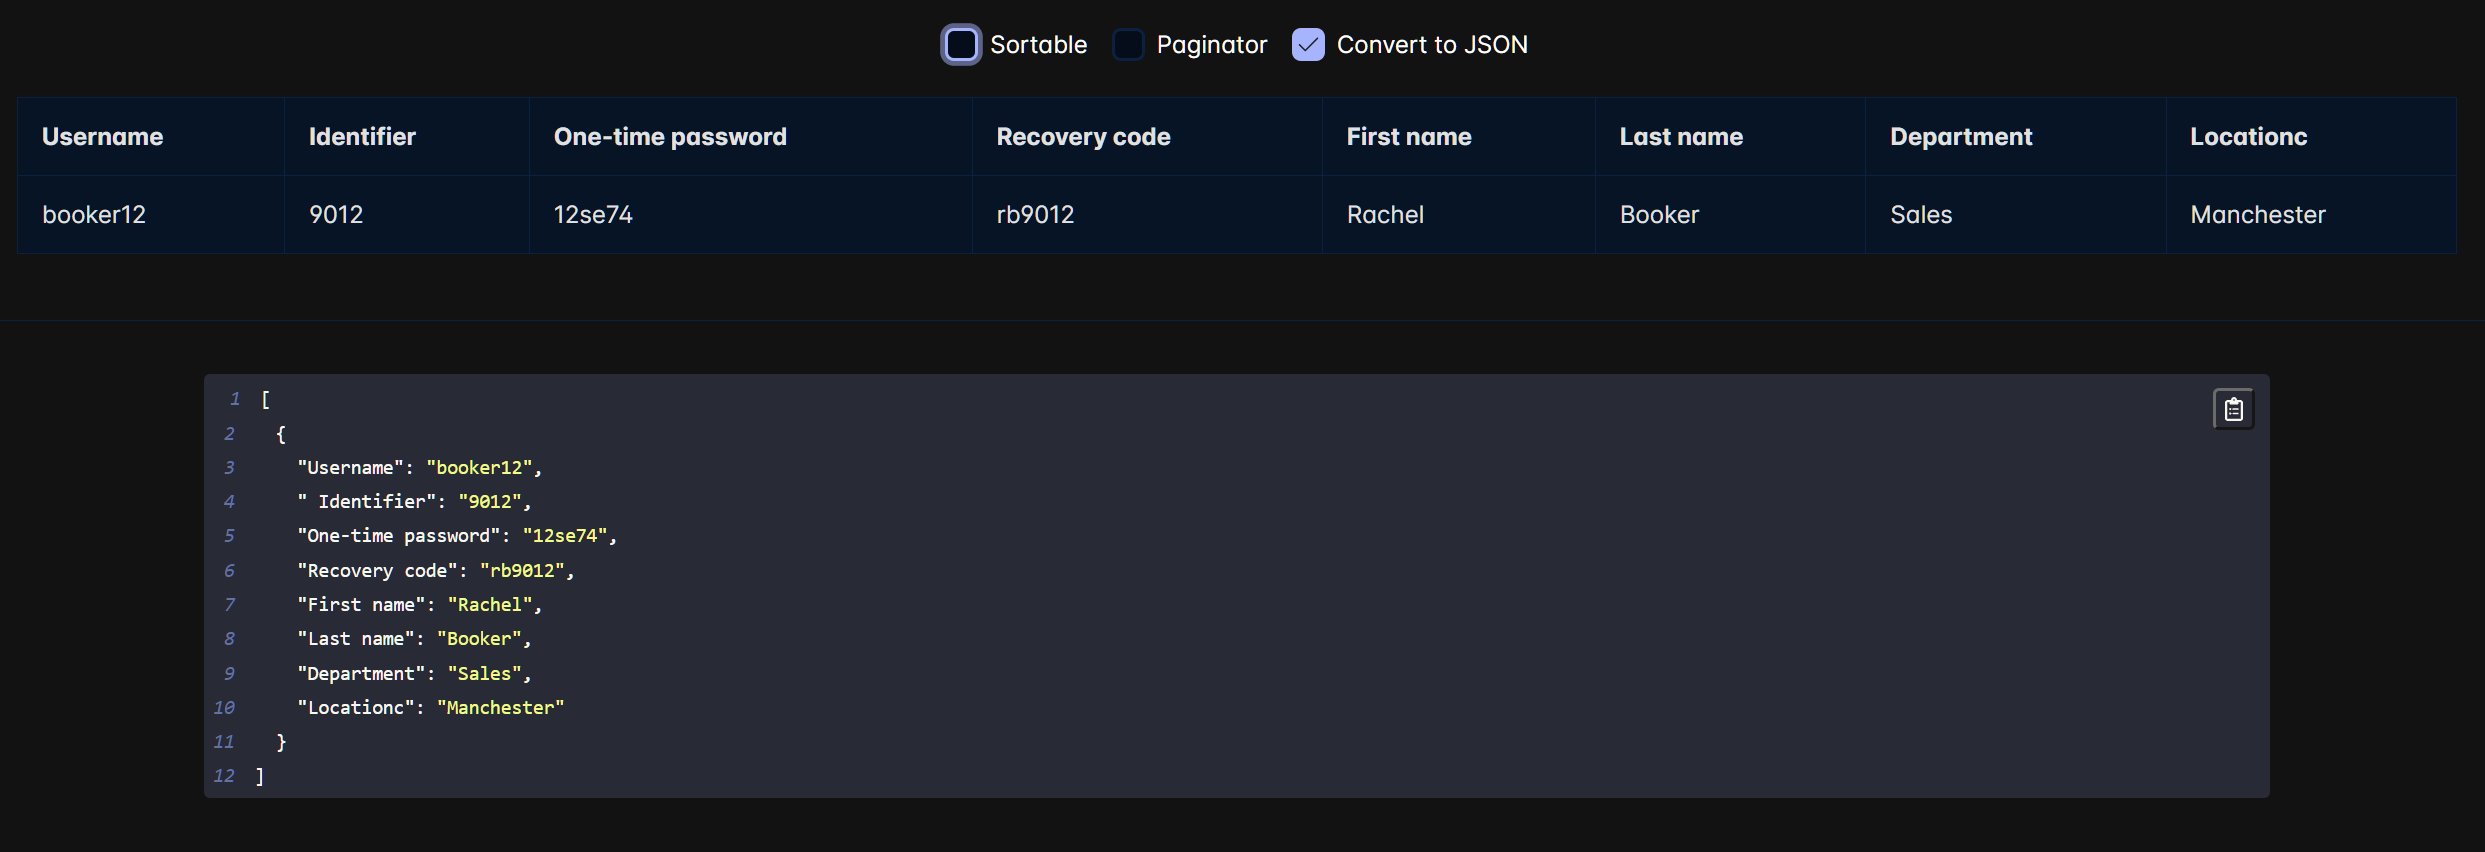 Sortable Paginator Convert to JSON
Username Identifier One-time password Recovery code First name Last name Department Locationc
booker12 9012 12se74 rb9012 Rachel Booker Sales Manchester
1 [
2 {
3 "Username": "booker12",
4 " Identifier": "9012",
5 "One-time password": "12se74",
6 "Recovery code": "rb9012",
7 "First name": "Rachel",
8 "Last name": "Booker",
9 "Department": "Sales",
10 "Locationc": "Manchester"
11 }
12 ]